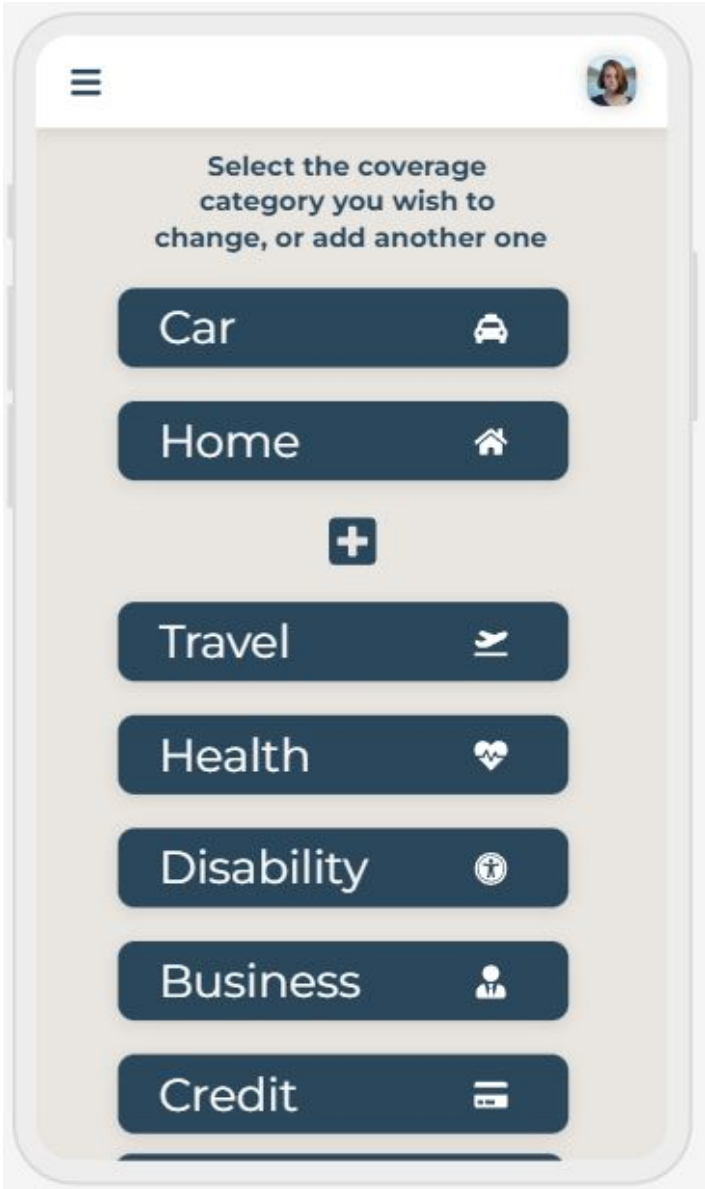 Select the coverage
category you wish to
change, or add another one
Car
Home
Travel
Health
Disability
Business
Credit